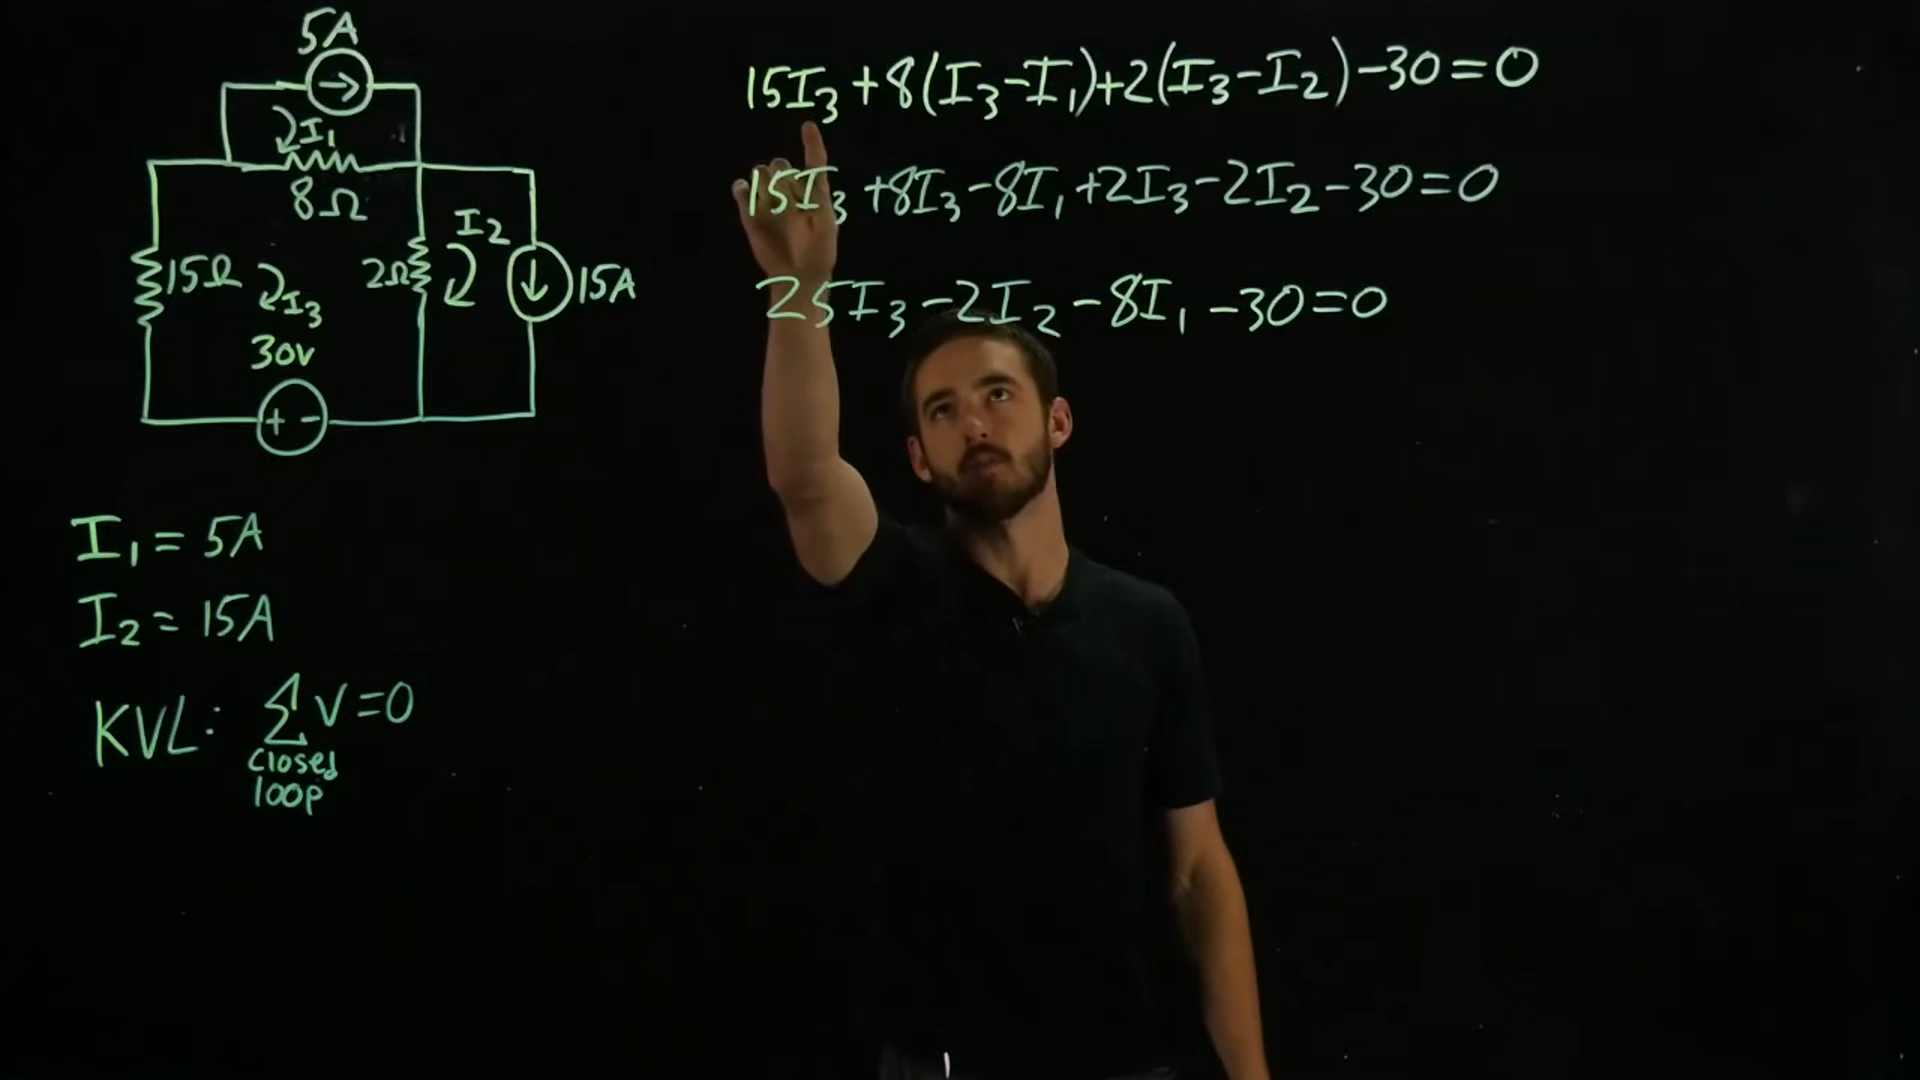 5A
I₁
8Ω
I₂
15Ω
I₃
2Ω
15A
30V
+ -
I₁ = 5A
I₂ = 15A
KVL: Σ V = 0
closed
loop
15I₃ + 8(I₃ - I₁) + 2(I₃ - I₂) - 30 = 0
15I₃ + 8I₃ - 8I₁ + 2I₃ - 2I₂ - 30 = 0
25I₃ - 2I₂ - 8I₁ - 30 = 0